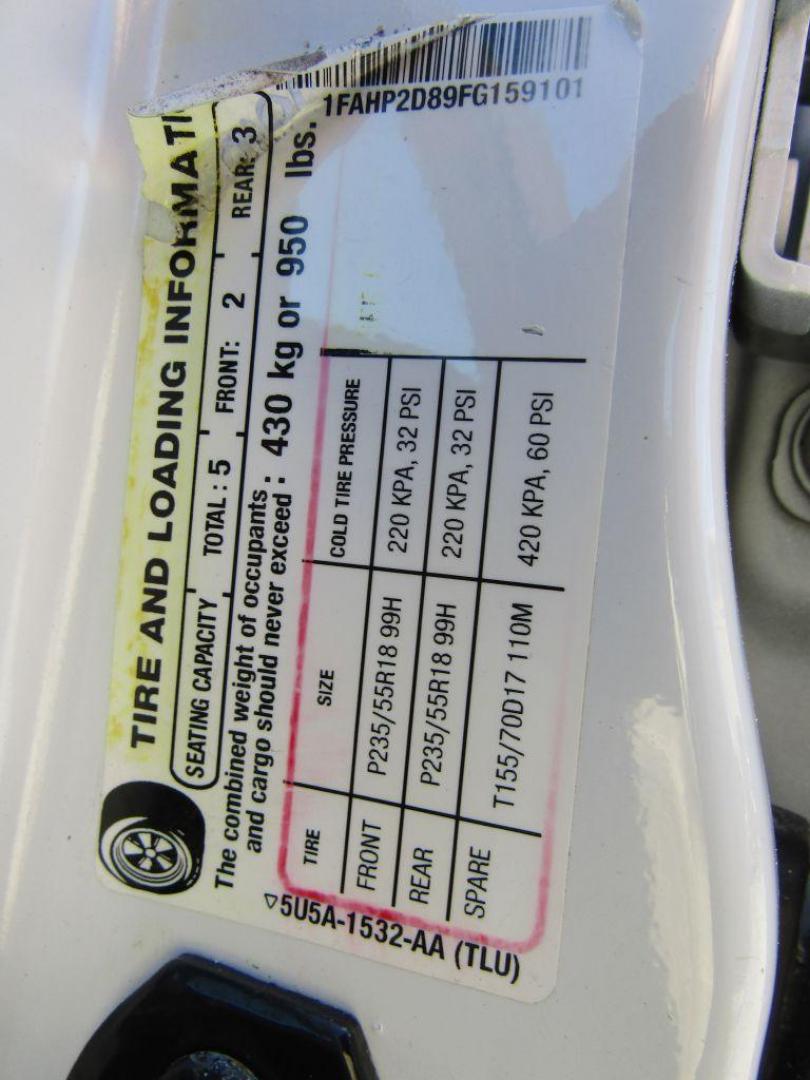 TIRE AND LOADING INFORMATI
SEATING CAPACITY TOTAL : 5 FRONT: 2 REAR: 3
The combined weight of occupants
and cargo should never exceed : 430 kg or 950 lbs.
TIRE SIZE COLD TIRE PRESSURE
FRONT P235/55R18 99H 220 KPA, 32 PSI
REAR P235/55R18 99H 220 KPA, 32 PSI
SPARE T155/70D17 110M 420 KPA, 60 PSI
5U5A-1532-AA (TLU)
1FAHP2D89FG159101